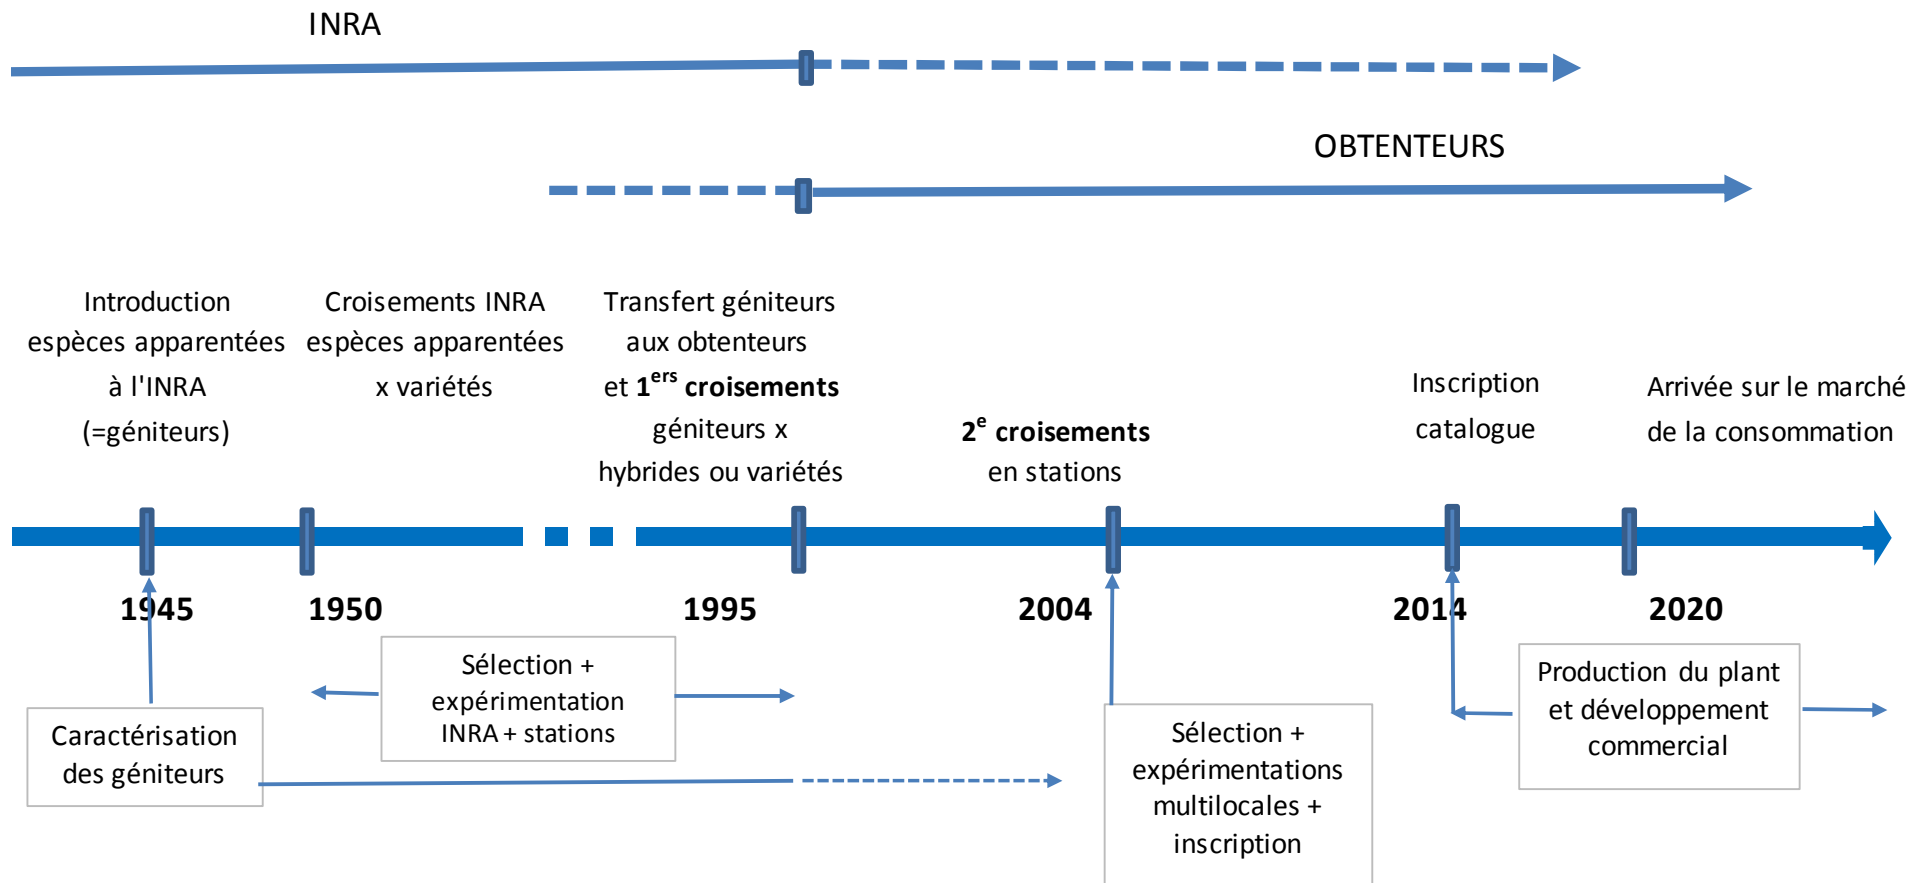 INRA
OBTENTEURS
Introduction
espèces apparentées
à l'INRA
(=géniteurs)
Croisements INRA
espèces apparentées
x variétés
Transfert géniteurs
aux obtenteurs
et 1ers croisements
géniteurs x
hybrides ou variétés
2e croisements
en stations
Inscription
catalogue
Arrivée sur le marché
de la consommation
1945
1950
1995
2004
2014
2020
Caractérisation
des géniteurs
Sélection +
expérimentation
INRA + stations
Sélection +
expérimentations
multilocales +
inscription
Production du plant
et développement
commercial